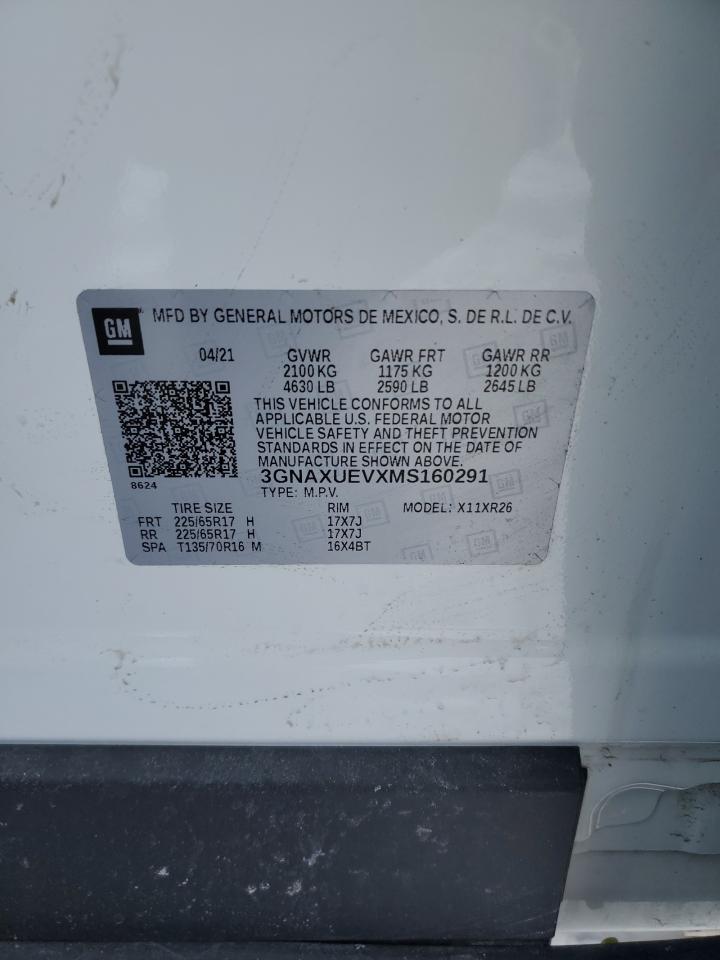 GM MFD BY GENERAL MOTORS DE MEXICO, S. DE R.L. DE C.V.
04/21 GVWR GAWR FRT GAWR RR
2100 KG 1175 KG 1200 KG
4630 LB 2590 LB 2645 LB
THIS VEHICLE CONFORMS TO ALL
APPLICABLE U.S. FEDERAL MOTOR
VEHICLE SAFETY AND THEFT PREVENTION
STANDARDS IN EFFECT ON THE DATE OF
MANUFACTURE SHOWN ABOVE.
8624 3GNAXUEVXMS160291
TYPE: M.P.V.
TIRE SIZE RIM MODEL: X11XR26
FRT 225/65R17 H 17X7J
RR 225/65R17 H 17X7J
SPA T135/70R16 M 16X4BT